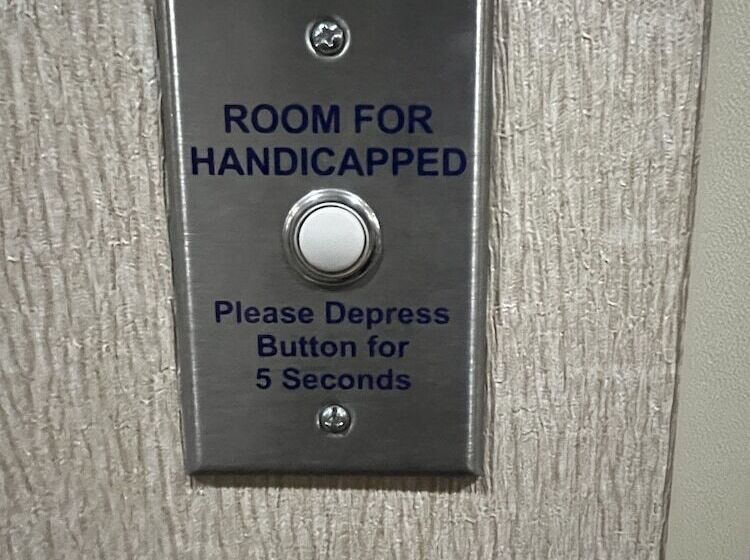 ROOM FOR
HANDICAPPED
Please Depress
Button for
5 Seconds